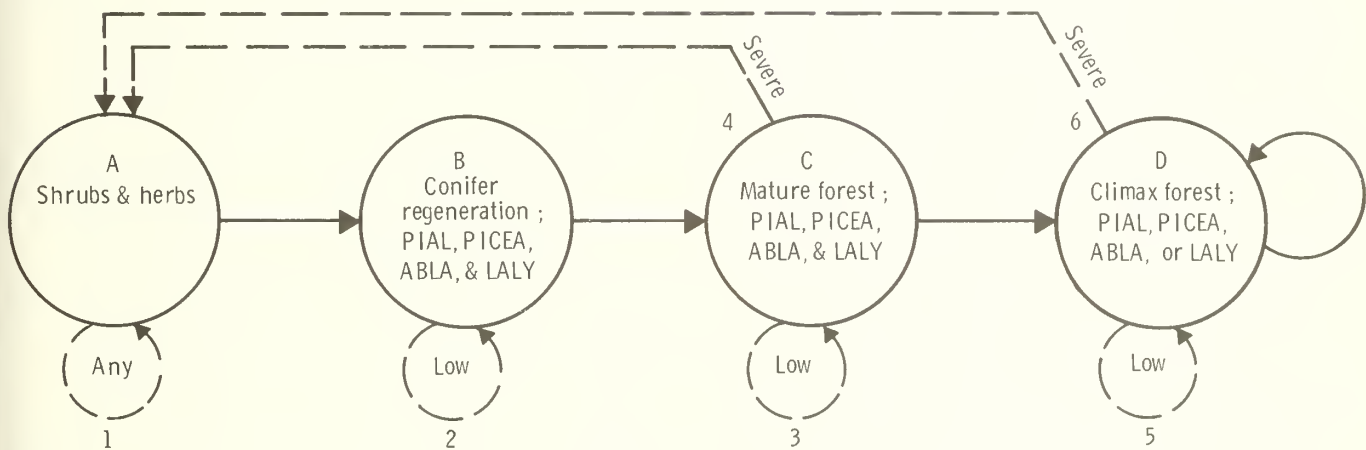 Severe
Severe
4
6
A
Shrubs & herbs
B
Conifer
regeneration ;
PIAL, PICEA,
ABLA, & LALY
C
Mature forest ;
PIAL, PICEA,
ABLA, & LALY
D
Climax forest ;
PIAL, PICEA,
ABLA, or LALY
Any
Low
Low
Low
1
2
3
5